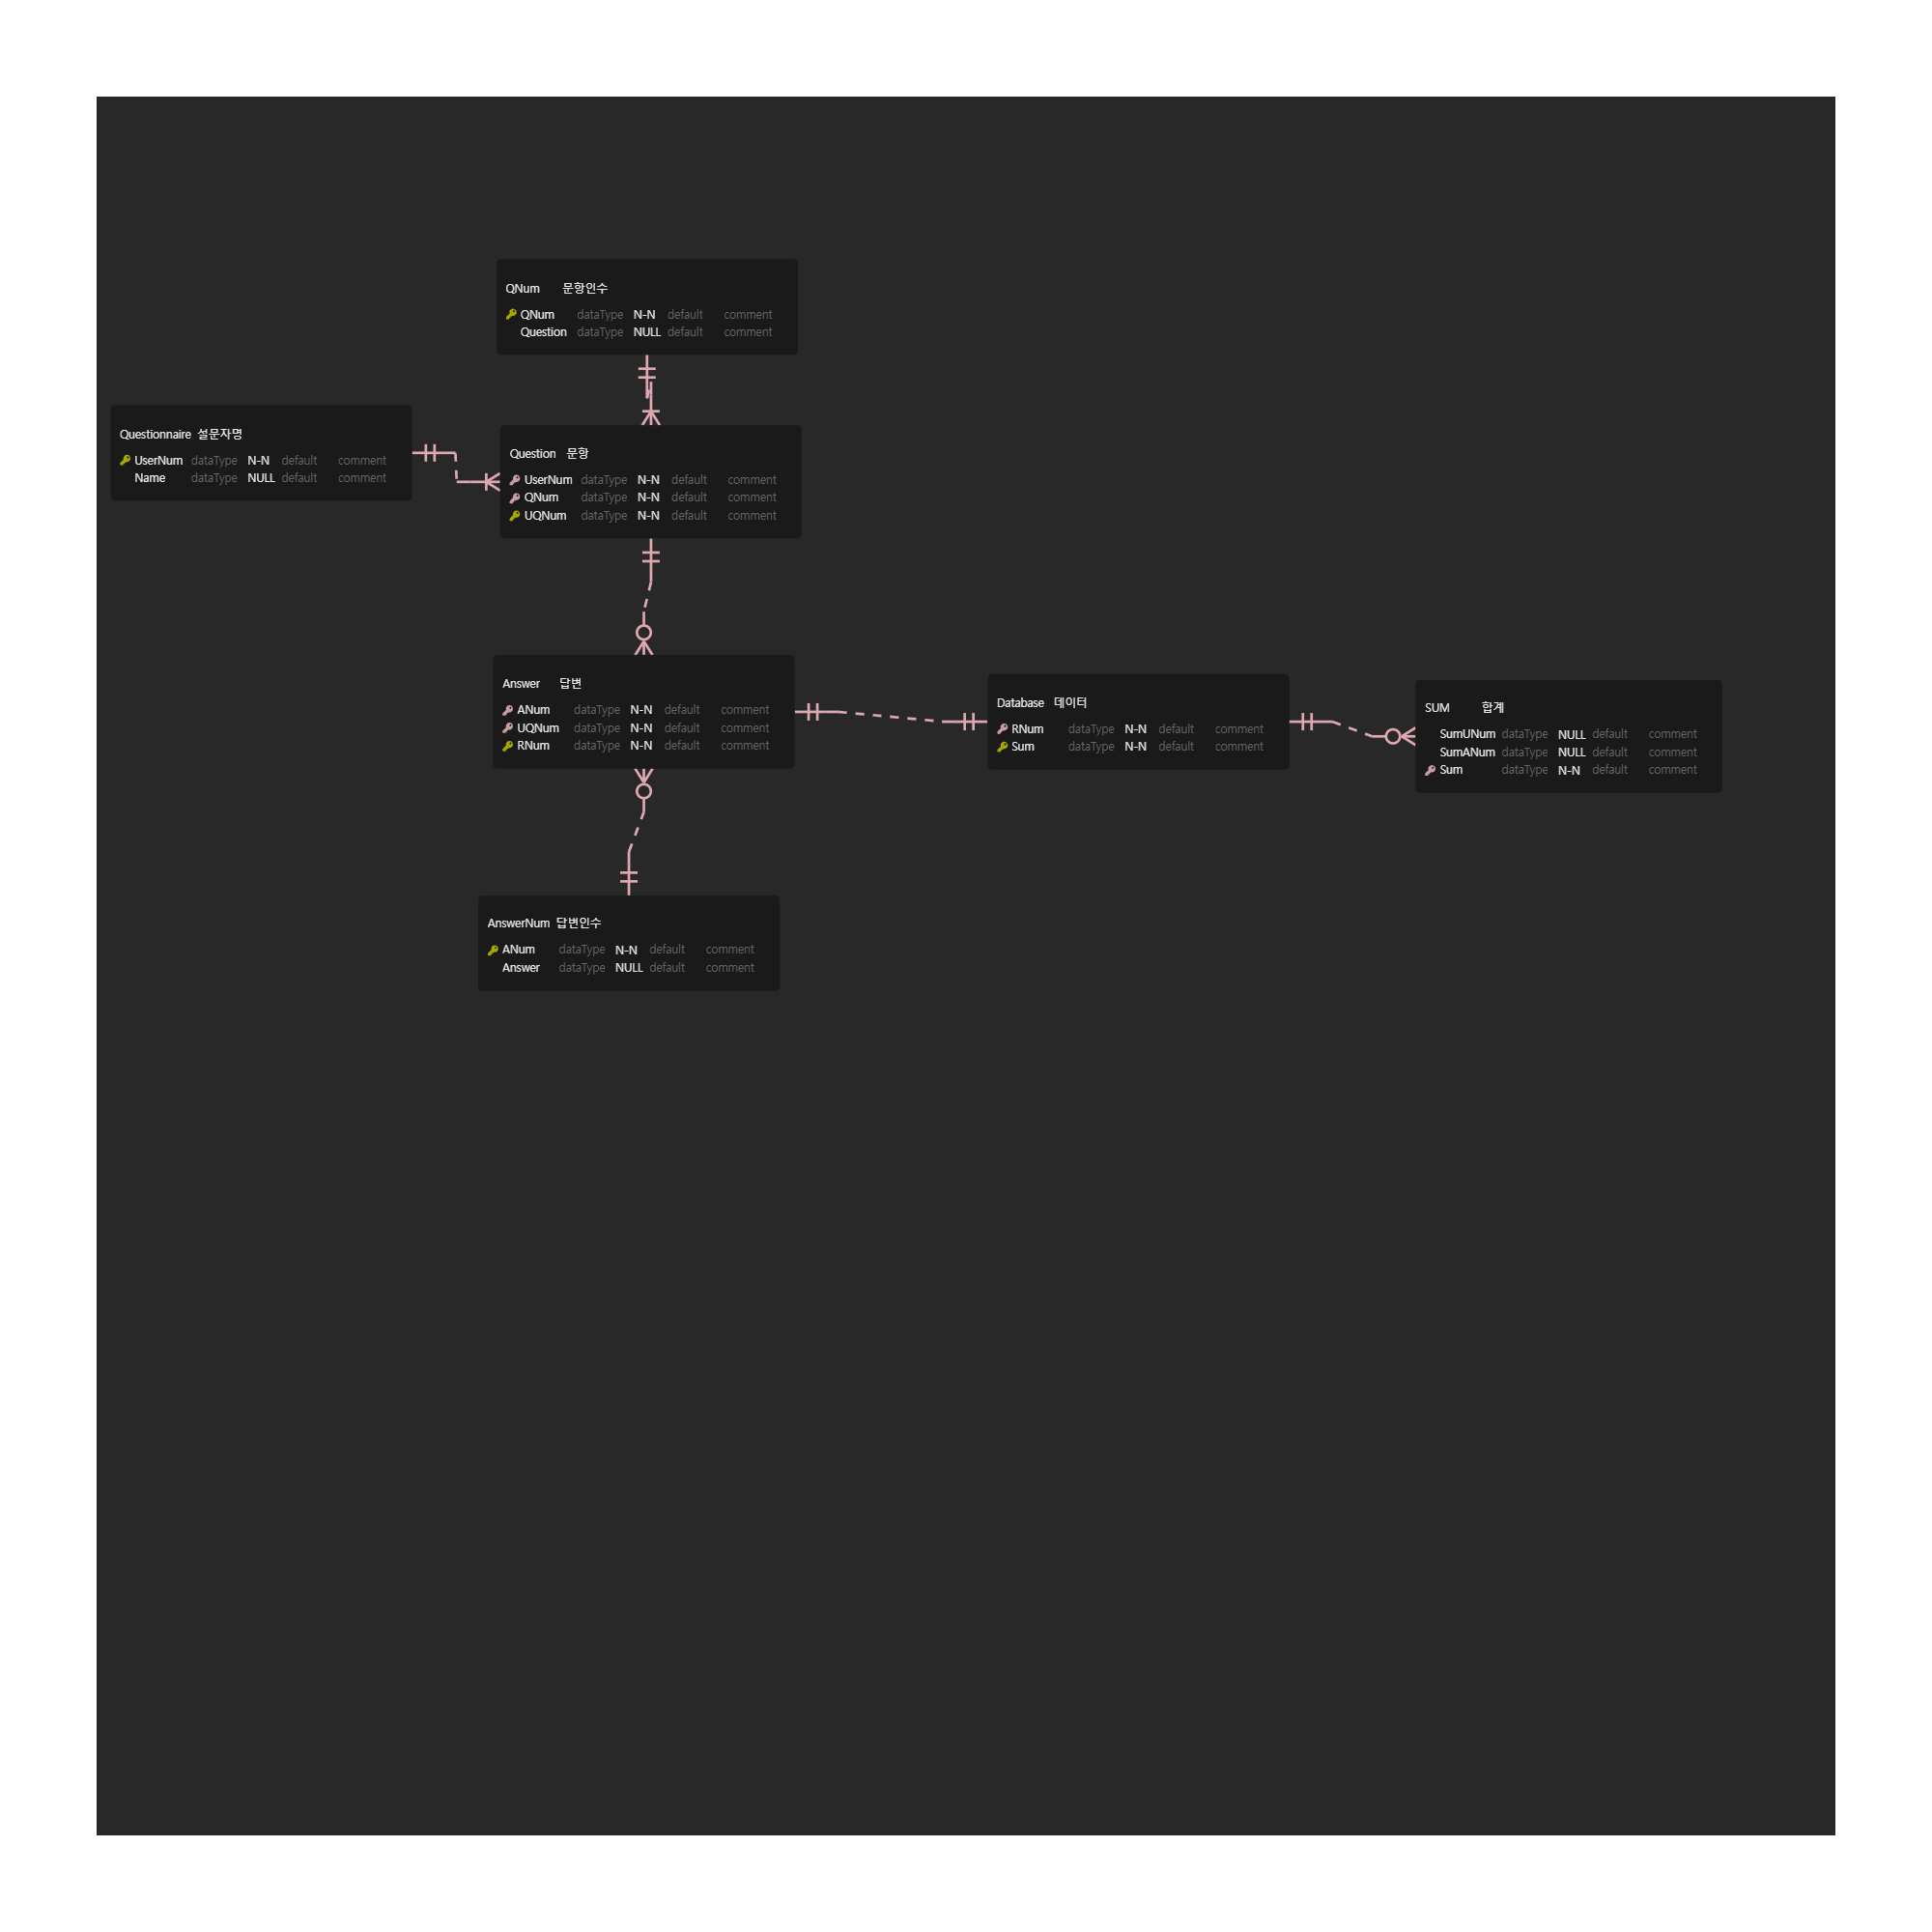 QNum 문항인수
QNum dataType N-N default comment
Question dataType NULL default comment
Questionnaire 설문자명
UserNum dataType N-N default comment
Name dataType NULL default comment
Question 문항
UserNum dataType N-N default comment
QNum dataType N-N default comment
UQNum dataType N-N default comment
Answer 답변
ANum dataType N-N default comment
UQNum dataType N-N default comment
RNum dataType N-N default comment
Database 데이터
RNum dataType N-N default comment
Sum dataType N-N default comment
SUM 합계
SumUNum dataType NULL default comment
SumANum dataType NULL default comment
Sum dataType N-N default comment
AnswerNum 답변인수
ANum dataType N-N default comment
Answer dataType NULL default comment